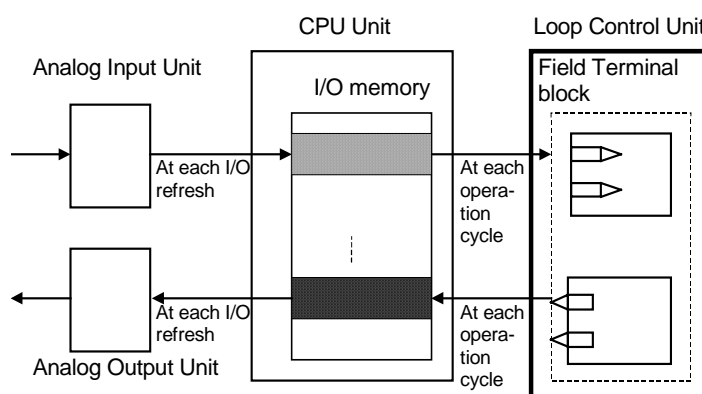 CPU Unit
Loop Control Unit
Analog Input Unit
I/O memory
Field Terminal
block
At each I/O
refresh
At each
opera-
tion
cycle
At each I/O
refresh
At each
opera-
tion
cycle
Analog Output Unit